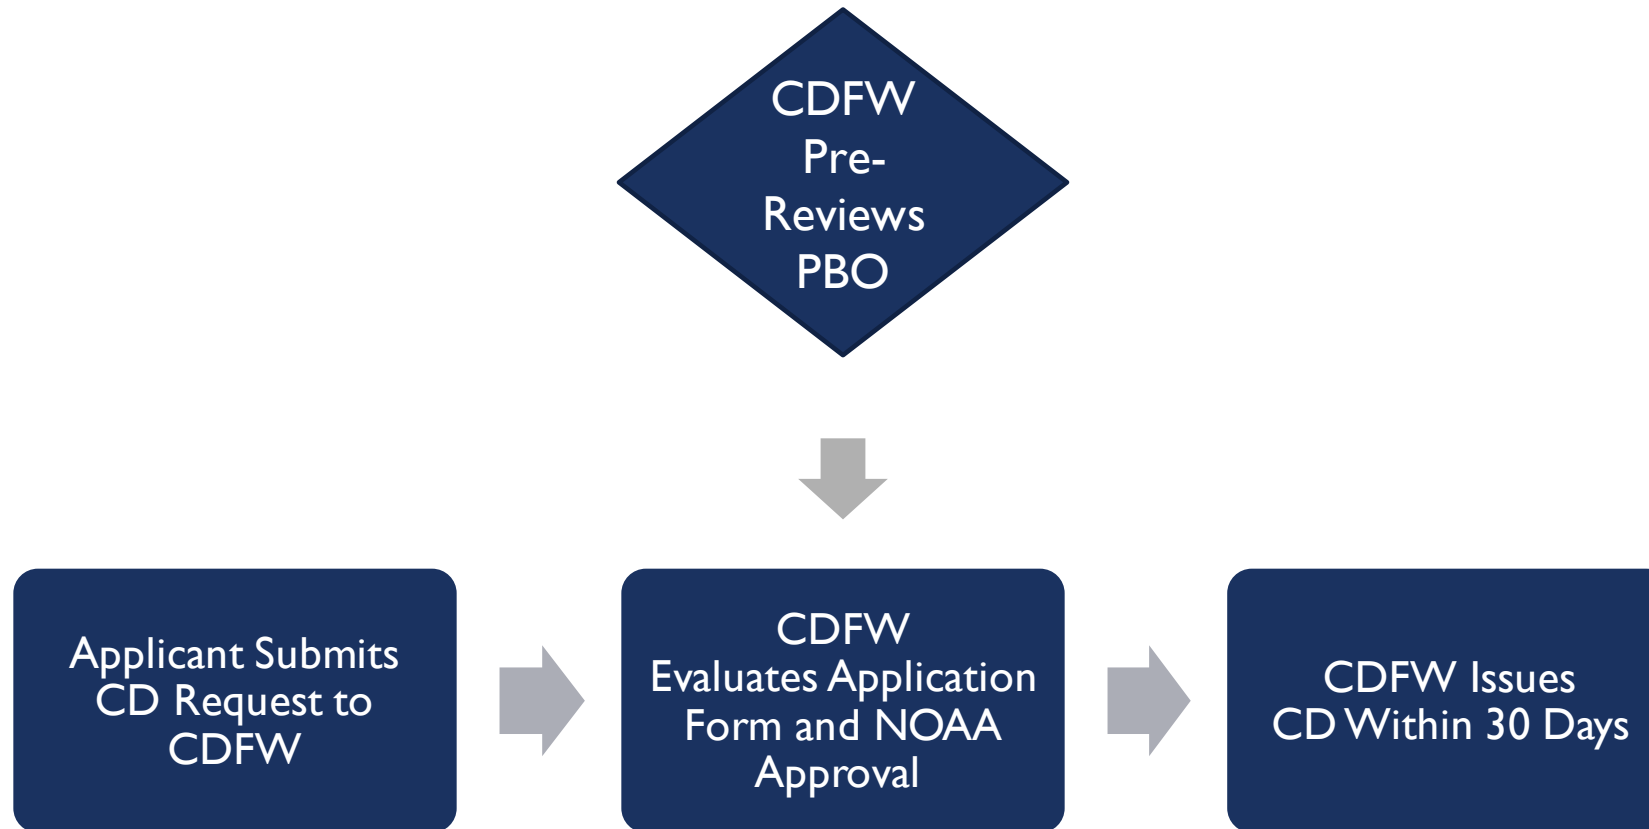 CDFW
Pre-
Reviews
PBO
Applicant Submits
CD Request to
CDFW
CDFW
Evaluates Application
Form and NOAA
Approval
CDFW Issues
CD Within 30 Days